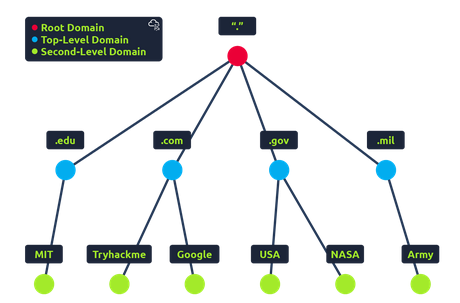 Root Domain
Top-Level Domain
Second-Level Domain
“.”
.edu
.com
.gov
.mil
MIT
Tryhackme
Google
USA
NASA
Army